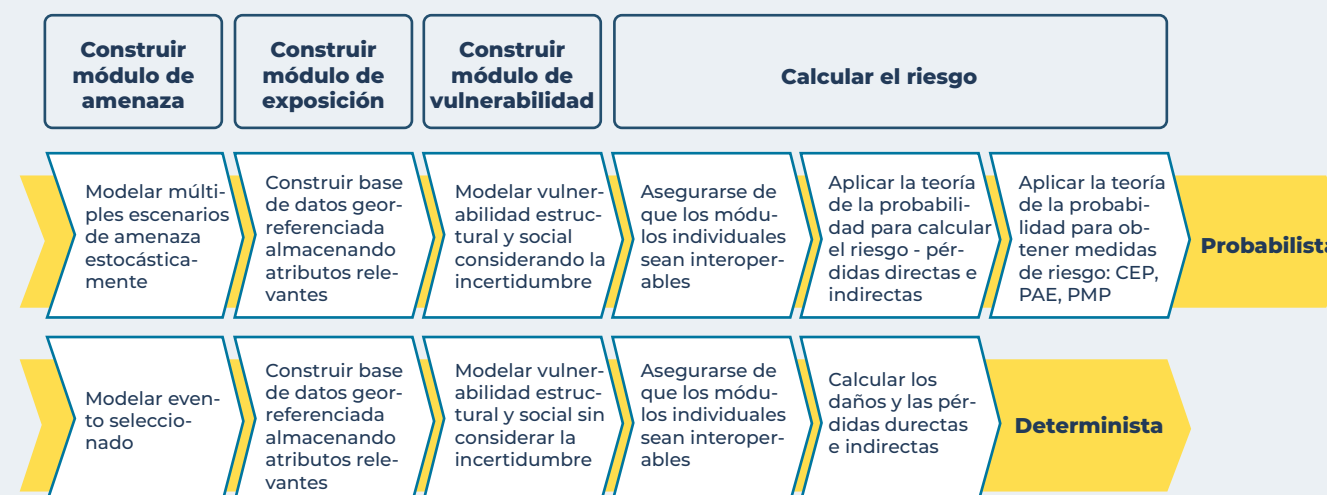 Construir
módulo de
amenaza
Construir
módulo de
exposición
Construir
módulo de
vulnerabilidad
Calcular el riesgo
Modelar múlti-
ples escenarios
de amenaza
estocástica-
mente
Construir base
de datos geor-
referenciada
almacenando
atributos rele-
vantes
Modelar vulner-
abilidad estruc-
tural y social
considerando la
incertidumbre
Asegurarse de
que los módu-
los individuales
sean interoper-
ables
Aplicar la teoría
de la probabili-
dad para calcular
el riesgo - pér-
didas directas e
indirectas
Aplicar la teoría
de la probabi-
lidad para ob-
tener medidas
de riesgo: CEP,
PAE, PMP
Probabilista
Modelar even-
to seleccio-
nado
Construir base
de datos geor-
referenciada
almacenando
atributos rele-
vantes
Modelar vulner-
abilidad estruc-
tural y social sin
considerar la
incertidumbre
Asegurarse de
que los módu-
los individuales
sean interoper-
ables
Calcular los
daños y las pér-
didas durectas
e indirectas
Determinista